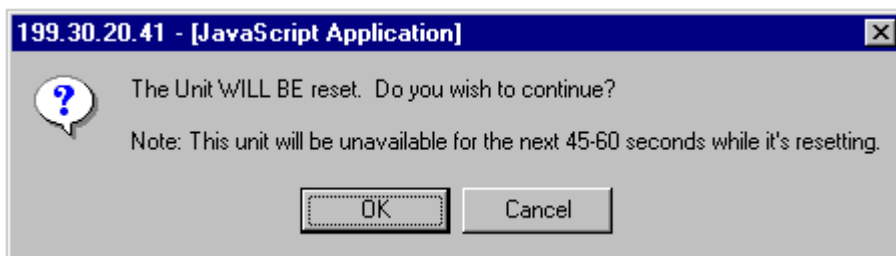 199.30.20.41 - [JavaScript Application]
The Unit WILL BE reset.  Do you wish to continue?
Note: This unit will be unavailable for the next 45-60 seconds while it's resetting.
OK
Cancel